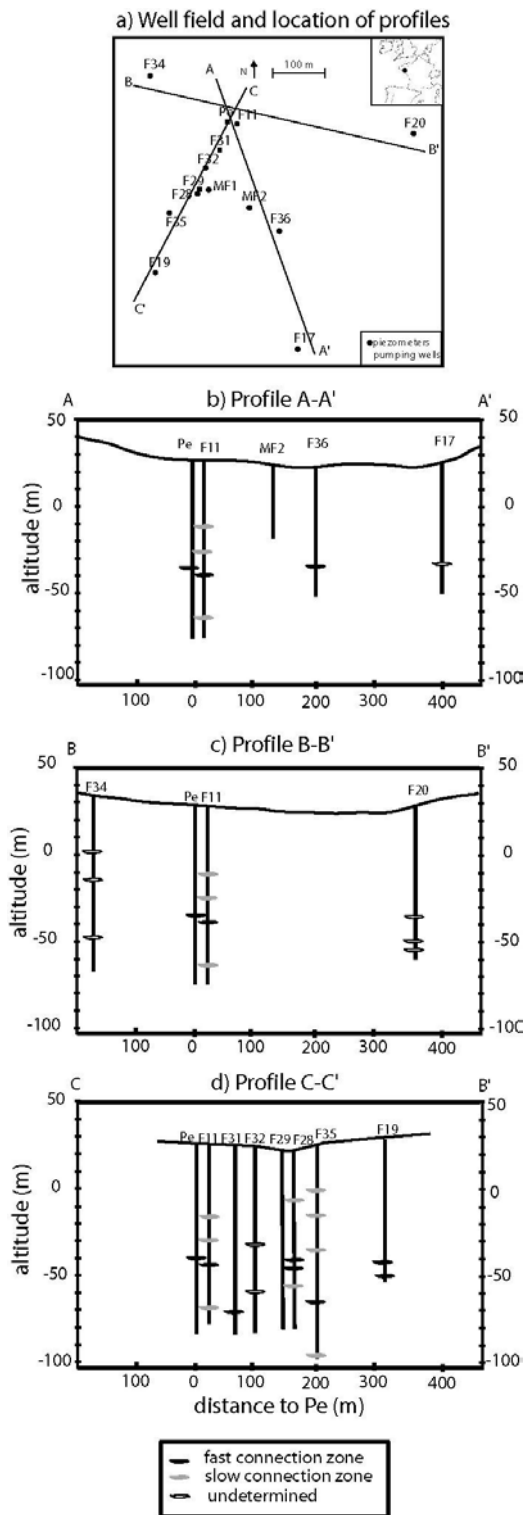 a) Well field and location of profiles
F34
B
A
N
C
100 m
Pe
F11
F20
B'
F31
F32
F29
F28
MF1
MF2
F35
F36
F19
C'
F17
A'
piezometers
pumping wells
b) Profile A-A'
A
A'
50
0
-50
-100
altitude (m)
Pe
F11
MF2
F36
F17
50
0
-50
-100
100
0
100
200
300
400
c) Profile B-B'
B
B'
50
0
-50
-100
altitude (m)
F34
Pe
F11
F20
50
0
-50
-100
100
0
100
200
300
400
d) Profile C-C'
C
B'
50
0
-50
-100
altitude (m)
Pe
F11
F31
F32
F29
F28
F35
F19
50
0
-50
-100
100
0
100
200
300
400
distance to Pe (m)
fast connection zone
slow connection zone
undetermined